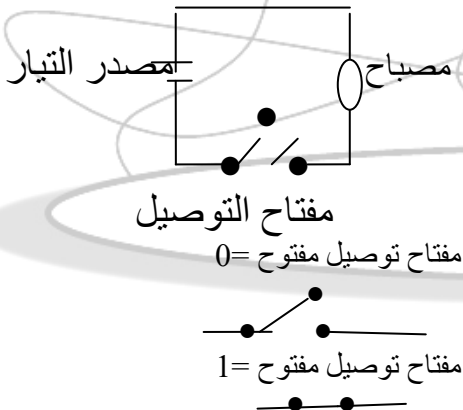 مصدر التيار
مصباح
مفتاح التوصيل
مفتاح توصيل مفتوح =0
مفتاح توصيل مفتوح =1